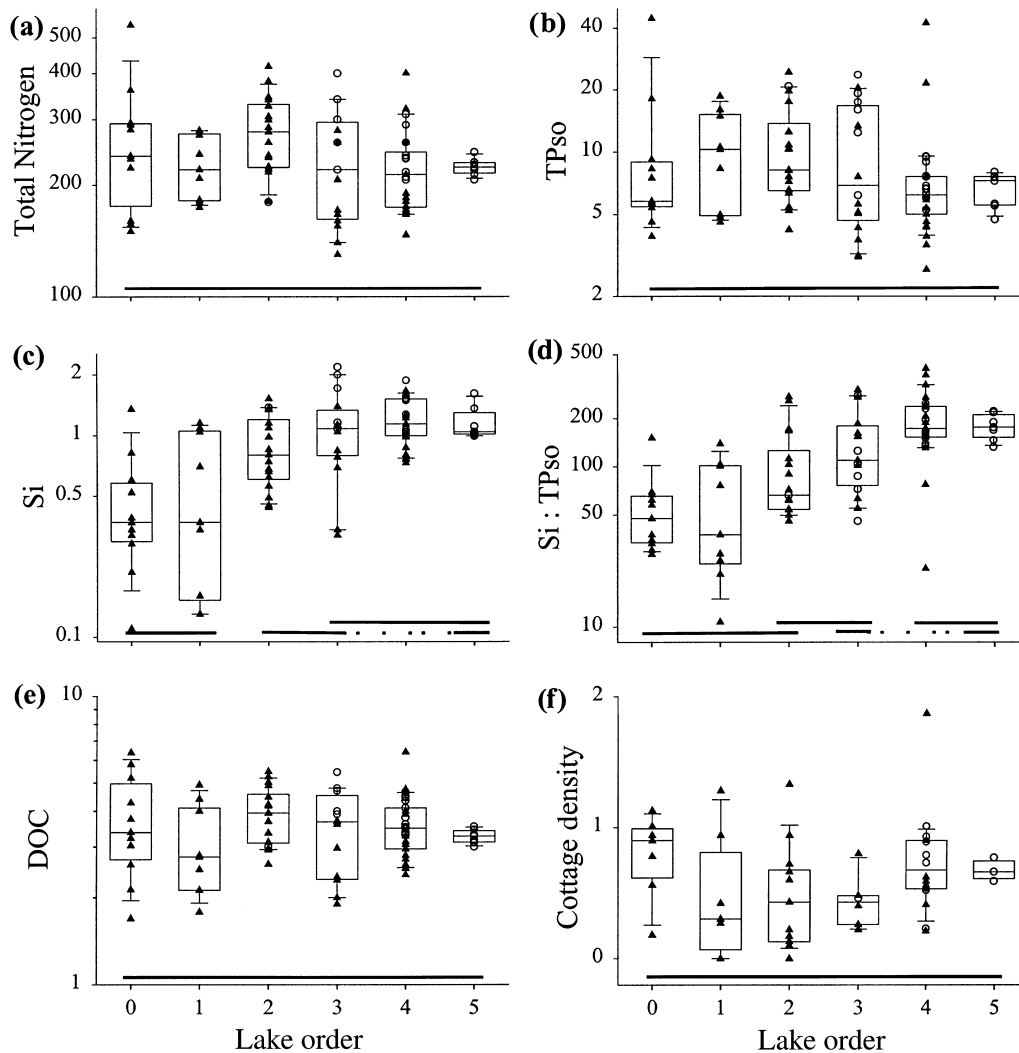 (a)
Total Nitrogen
500
400
300
200
100
(b)
TPso
40
20
10
5
2
(c)
Si
2
1
0.5
0.1
(d)
Si : TPso
500
200
100
50
10
(e)
DOC
10
1
0 1 2 3 4 5
Lake order
(f)
Cottage density
2
1
0
0 1 2 3 4 5
Lake order